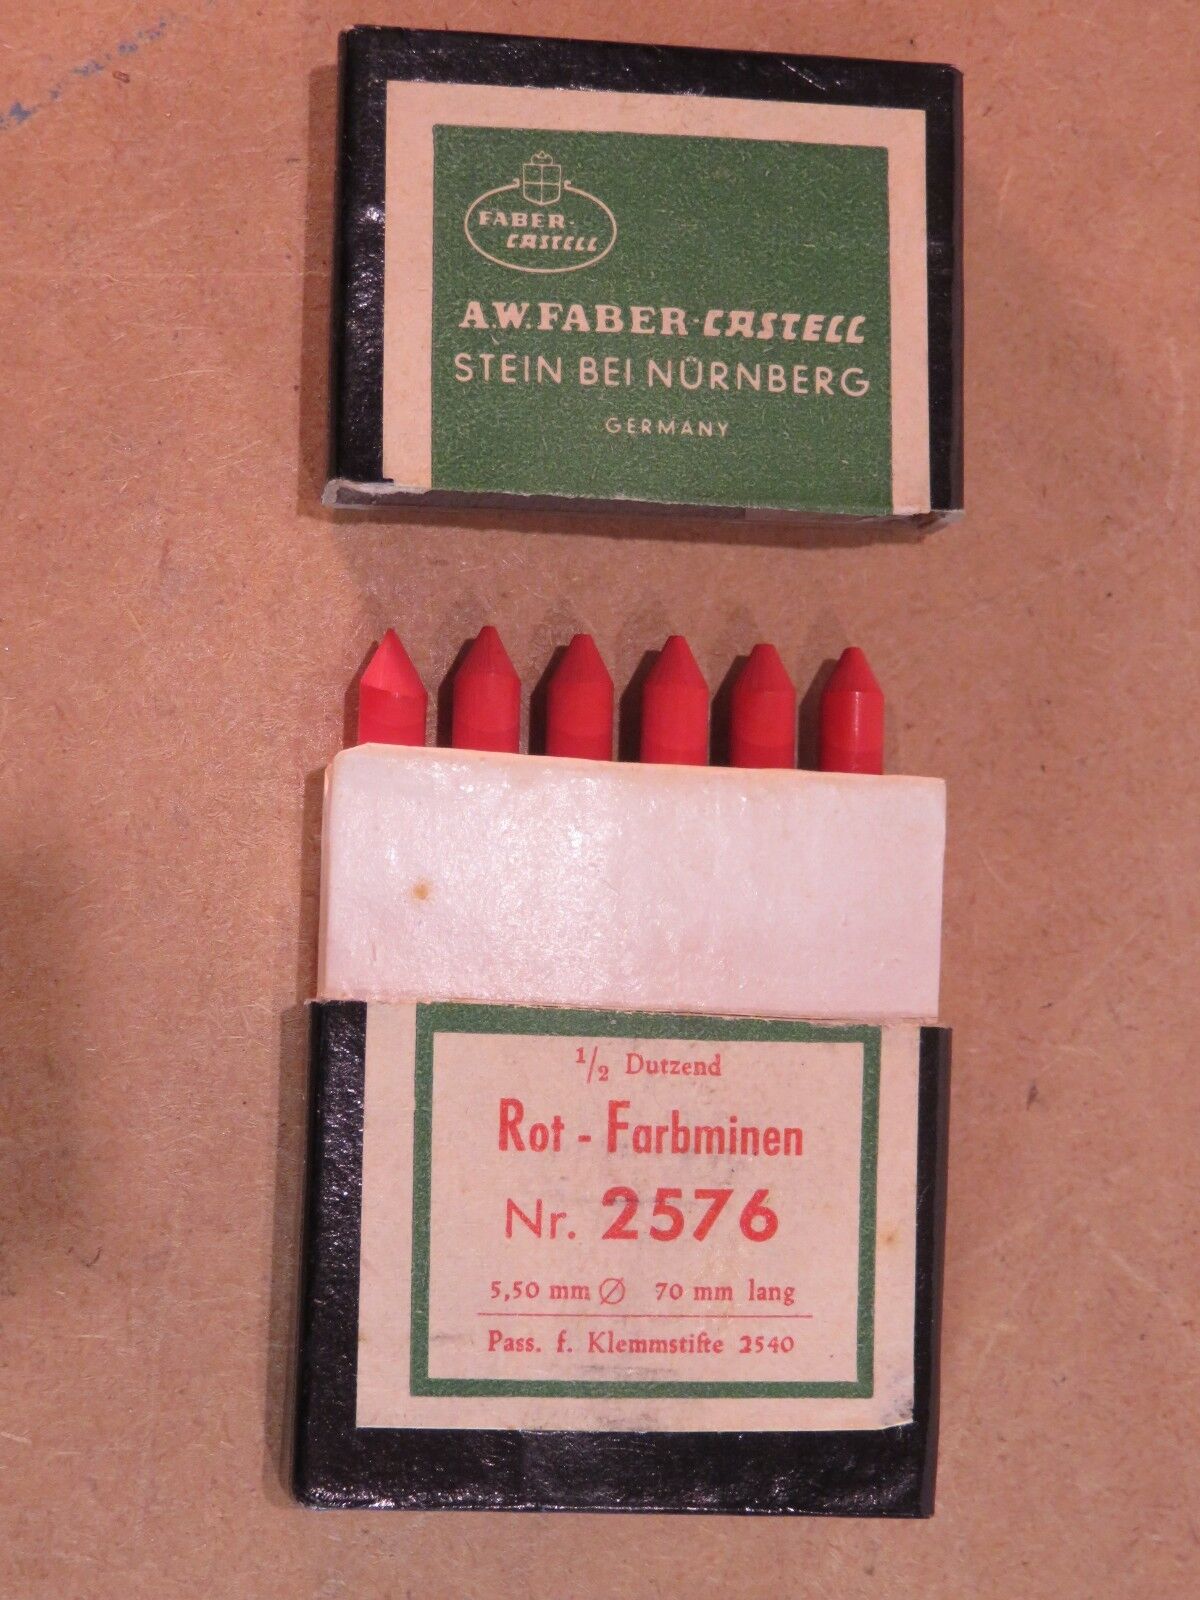 FABER-
CASTELL
A.W. FABER-CASTELL
STEIN BEI NÜRNBERG
GERMANY
1/2 Dutzend
Rot - Farbminen
Nr. 2576
5,50 mm ∅ 70 mm lang
Pass. f. Klemmstifte 2540